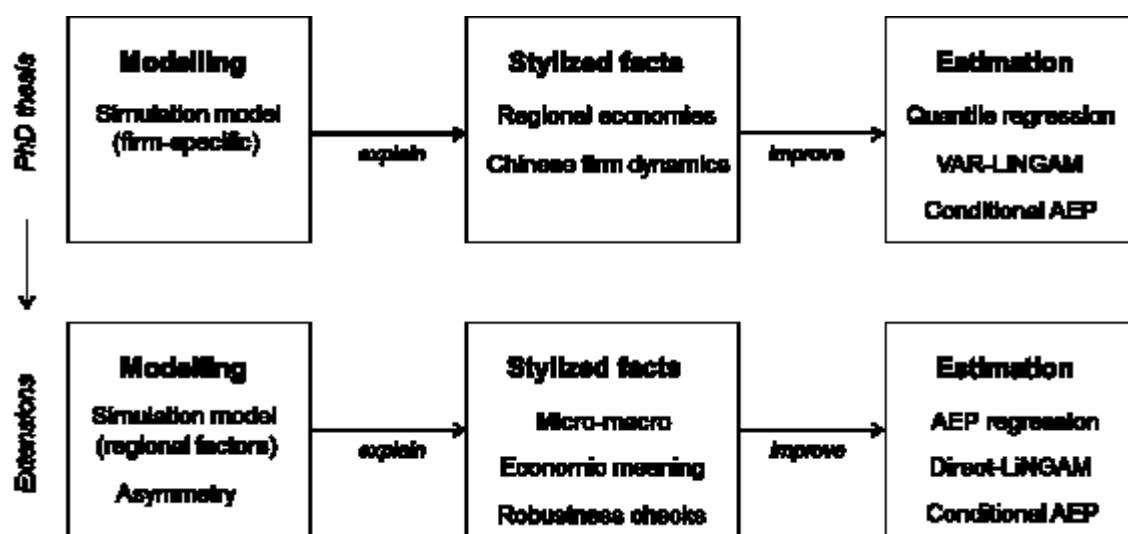 PhD thesis
Modelling
Simulation model
(firm-specific)
explain
Stylized facts
Regional economies
Chinese firm dynamics
improve
Estimation
Quantile regression
VAR-LiNGAM
Conditional AEP
Extensions
Modelling
Simulation model
(regional factors)
Asymmetry
explain
Stylized facts
Micro-macro
Economic meaning
Robustness checks
improve
Estimation
AEP regression
Direct-LiNGAM
Conditional AEP